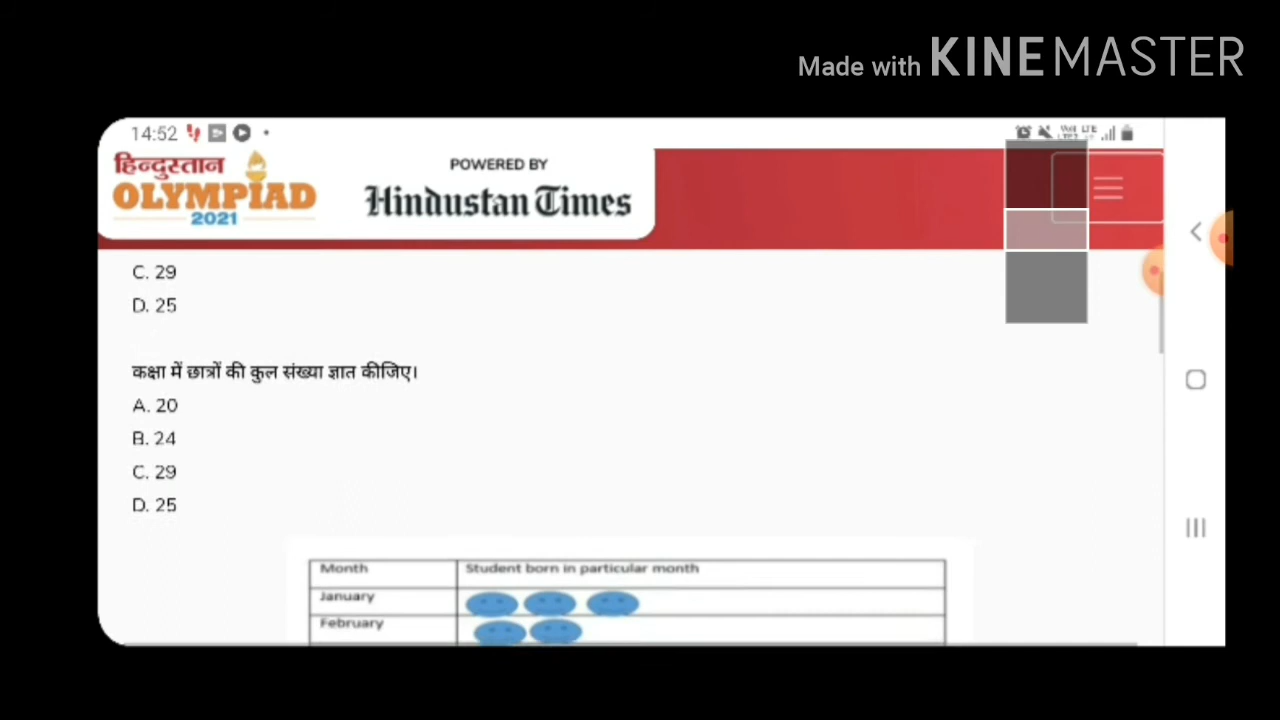 Made with KINEMASTER
14:52
हिन्दुस्तान
OLYMPIAD
2021
POWERED BY
Hindustan Times
C. 29
D. 25
कक्षा में छात्रों की कुल संख्या ज्ञात कीजिए।
A. 20
B. 24
C. 29
D. 25
Month Student born in particular month
January
February